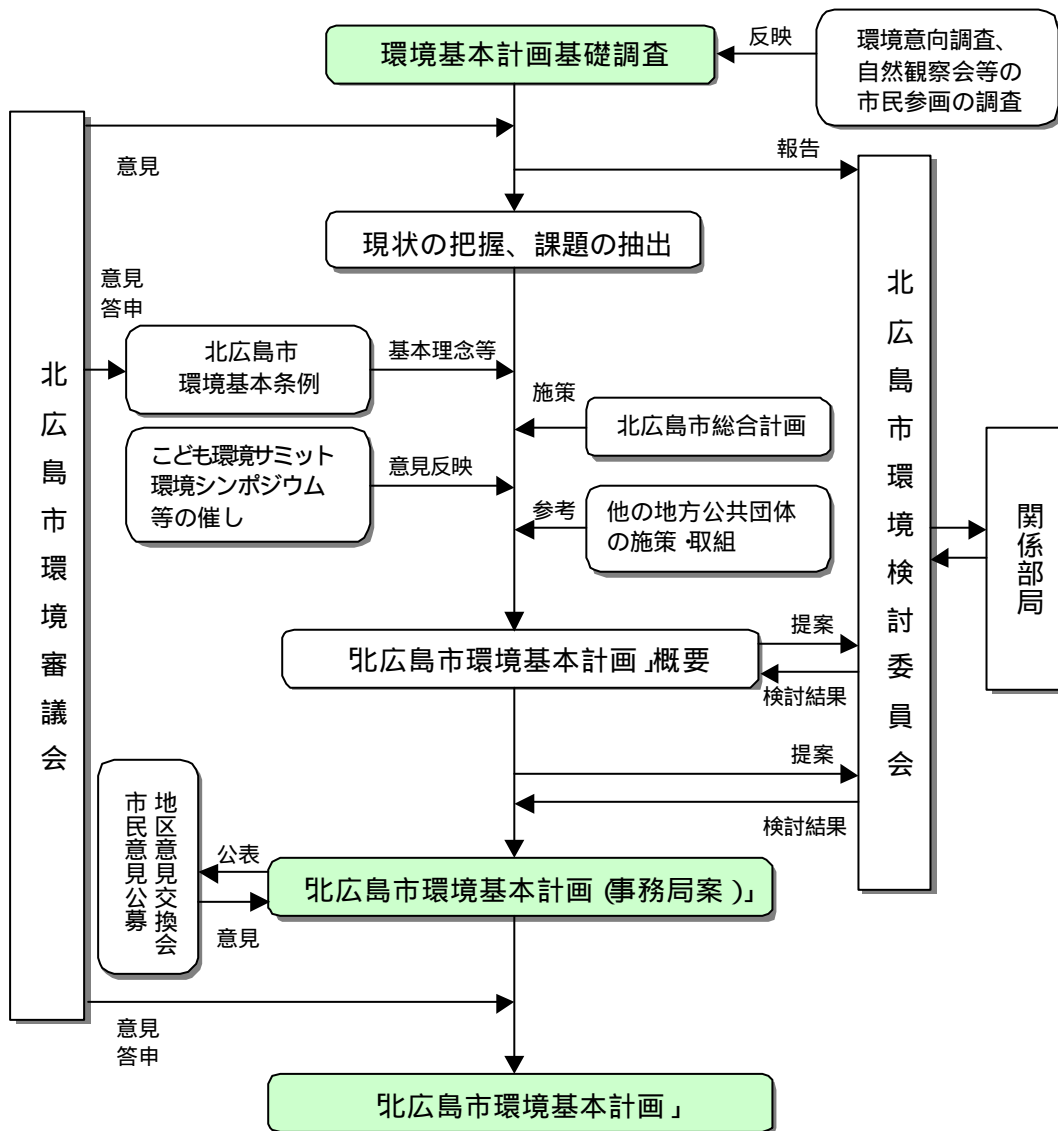 環境基本計画基礎調査
反映
環境意向調査、
自然観察会等の
市民参画の調査
意見
報告
現状の把握、課題の抽出
意見
答申
北広島市
環境基本条例
基本理念等
施策
北広島市総合計画
こども環境サミット
環境シンポジウム
等の催し
意見反映
参考
他の地方公共団体
の施策・取組
北広島市環境審議会
北広島市環境検討委員会
関係部局
「北広島市環境基本計画」概要
提案
検討結果
提案
検討結果
地区意見交換会
市民意見公募
公表
意見
「北広島市環境基本計画(事務局案)」
意見
答申
「北広島市環境基本計画」